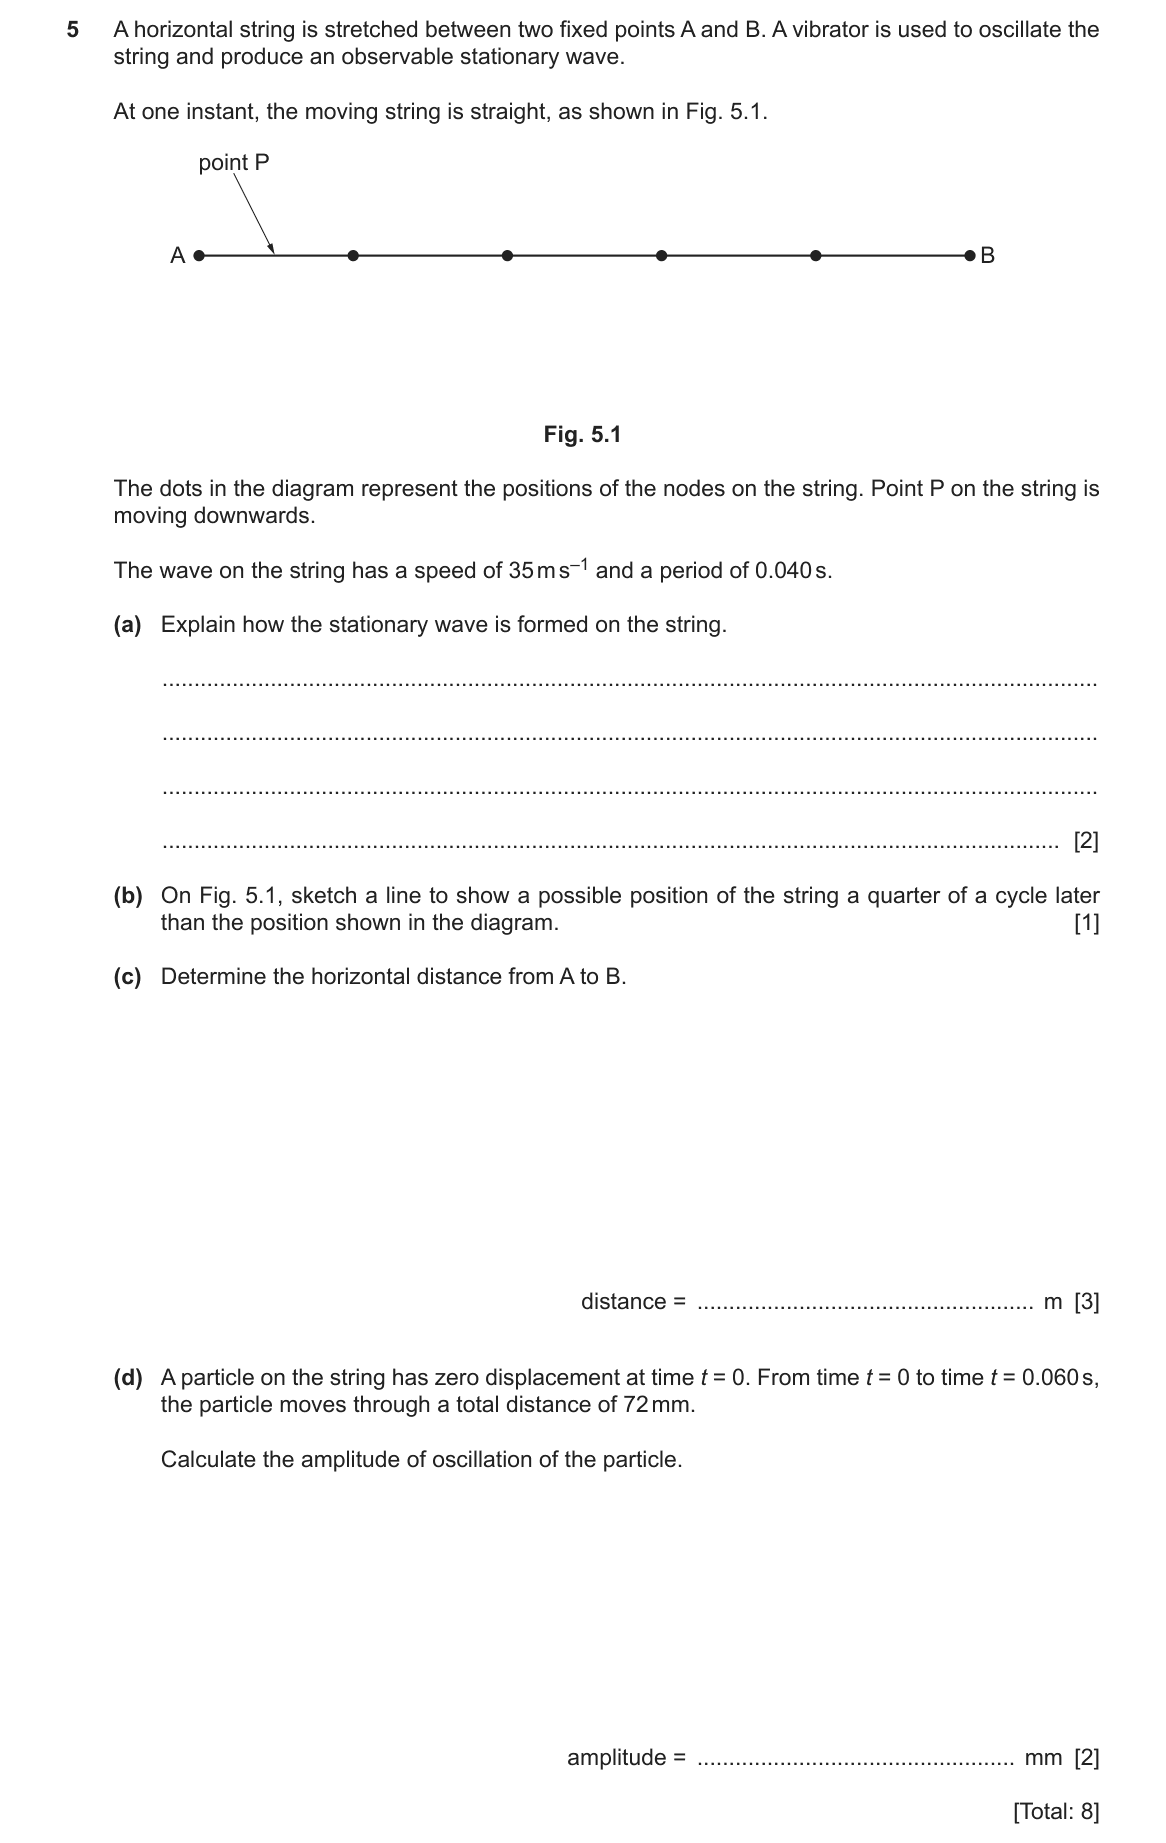 5 A horizontal string is stretched between two fixed points A and B. A vibrator is used to oscillate the
string and produce an observable stationary wave.
At one instant, the moving string is straight, as shown in Fig. 5.1.
point P
A B
Fig. 5.1
The dots in the diagram represent the positions of the nodes on the string. Point P on the string is
moving downwards.
The wave on the string has a speed of 35 m s⁻¹ and a period of 0.040 s.
(a) Explain how the stationary wave is formed on the string.
..........................................................................................
..........................................................................................
..........................................................................................
.......................................................................................... [2]
(b) On Fig. 5.1, sketch a line to show a possible position of the string a quarter of a cycle later
than the position shown in the diagram. [1]
(c) Determine the horizontal distance from A to B.
distance = ..................................................... m [3]
(d) A particle on the string has zero displacement at time t = 0. From time t = 0 to time t = 0.060 s,
the particle moves through a total distance of 72 mm.
Calculate the amplitude of oscillation of the particle.
amplitude = .................................................. mm [2]
[Total: 8]